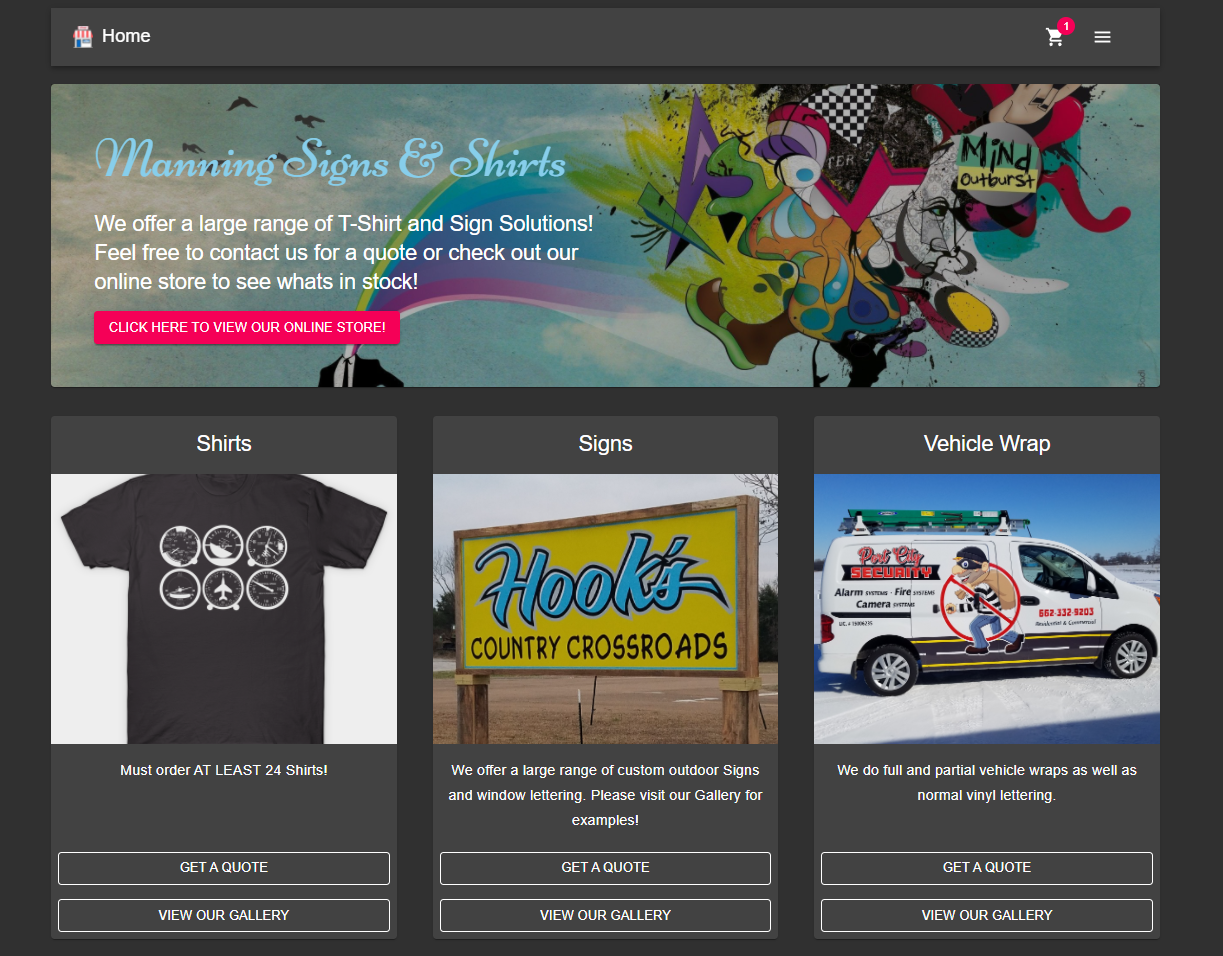 Home
1
Manning Signs & Shirts
MiND
OutbursT
We offer a large range of T-Shirt and Sign Solutions!
Feel free to contact us for a quote or check out our
online store to see whats in stock!
CLICK HERE TO VIEW OUR ONLINE STORE!
Shirts
Signs
Vehicle Wrap
Hook's
COUNTRY CROSSROADS
Port City
SECURITY
Alarm SYSTEMS · Fire SYSTEMS
Camera SYSTEMS
662-332-9203
Residential & Commercial
Must order AT LEAST 24 Shirts!
We offer a large range of custom outdoor Signs
and window lettering. Please visit our Gallery for
examples!
We do full and partial vehicle wraps as well as
normal vinyl lettering.
GET A QUOTE
GET A QUOTE
GET A QUOTE
VIEW OUR GALLERY
VIEW OUR GALLERY
VIEW OUR GALLERY